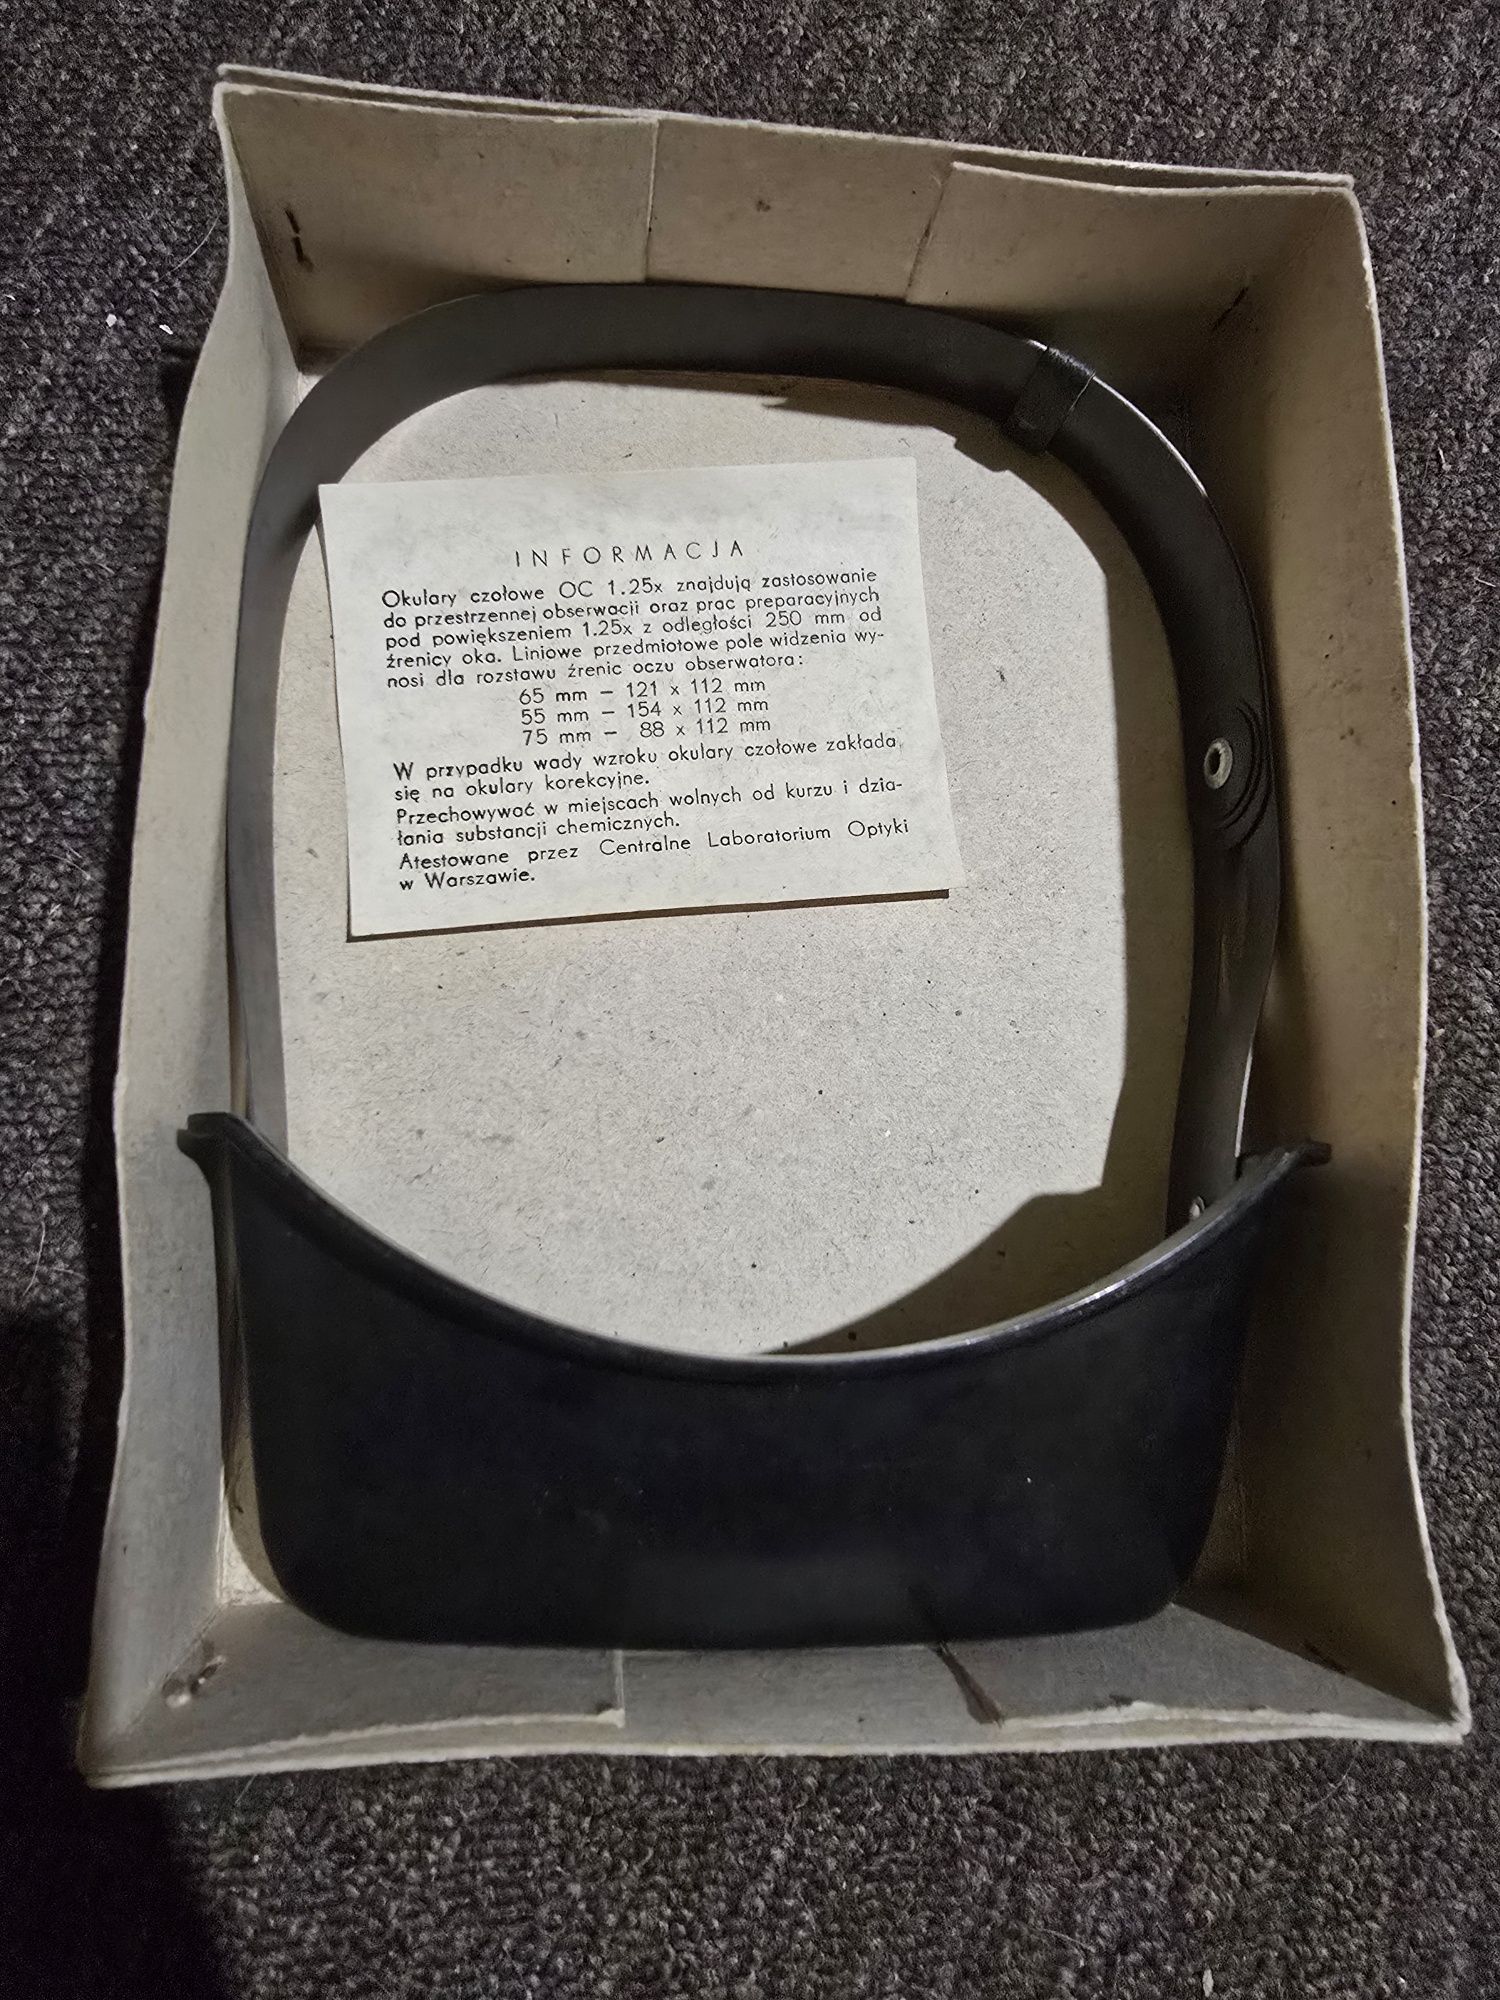 INFORMACJA
Okulary czołowe OC 1.25x znajdują zastosowanie
do przestrzennej obserwacji oraz prac preparacyjnych
pod powiększeniem 1.25x z odległości 250 mm od
źrenicy oka. Liniowe przedmiotowe pole widzenia wy-
nosi dla rozstawu źrenic oczu obserwatora:
65 mm – 121 x 112 mm
55 mm – 154 x 112 mm
75 mm – 88 x 112 mm
W przypadku wady wzroku okulary czołowe zakłada
się na okulary korekcyjne.
Przechowywać w miejscach wolnych od kurzu i dzia-
łania substancji chemicznych.
Atestowane przez Centralne Laboratorium Optyki
w Warszawie.